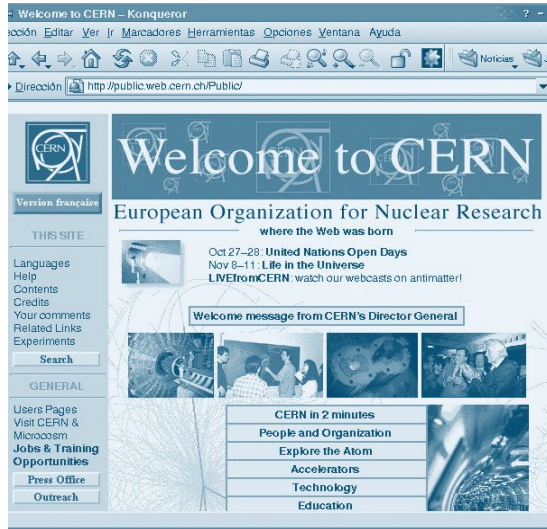 Welcome to CERN – Konqueror
?
cción Editar Ver Ir Marcadores Herramientas Opciones Ventana Ayuda
Noticias
Dirección http://public.web.cern.ch/Public/
CERN
Welcome to CERN
Version française
European Organization for Nuclear Research
where the Web was born
THIS SITE
Oct 27–28: United Nations Open Days
Nov 8–11: Life in the Universe
LIVEfromCERN: watch our webcasts on antimatter!
Languages
Help
Contents
Credits
Your comments
Related Links
Experiments
Search
Welcome message from CERN's Director General
GENERAL
Users Pages
Visit CERN &
Microcosm
Jobs & Training
Opportunities
Press Office
Outreach
CERN in 2 minutes
People and Organization
Explore the Atom
Accelerators
Technology
Education